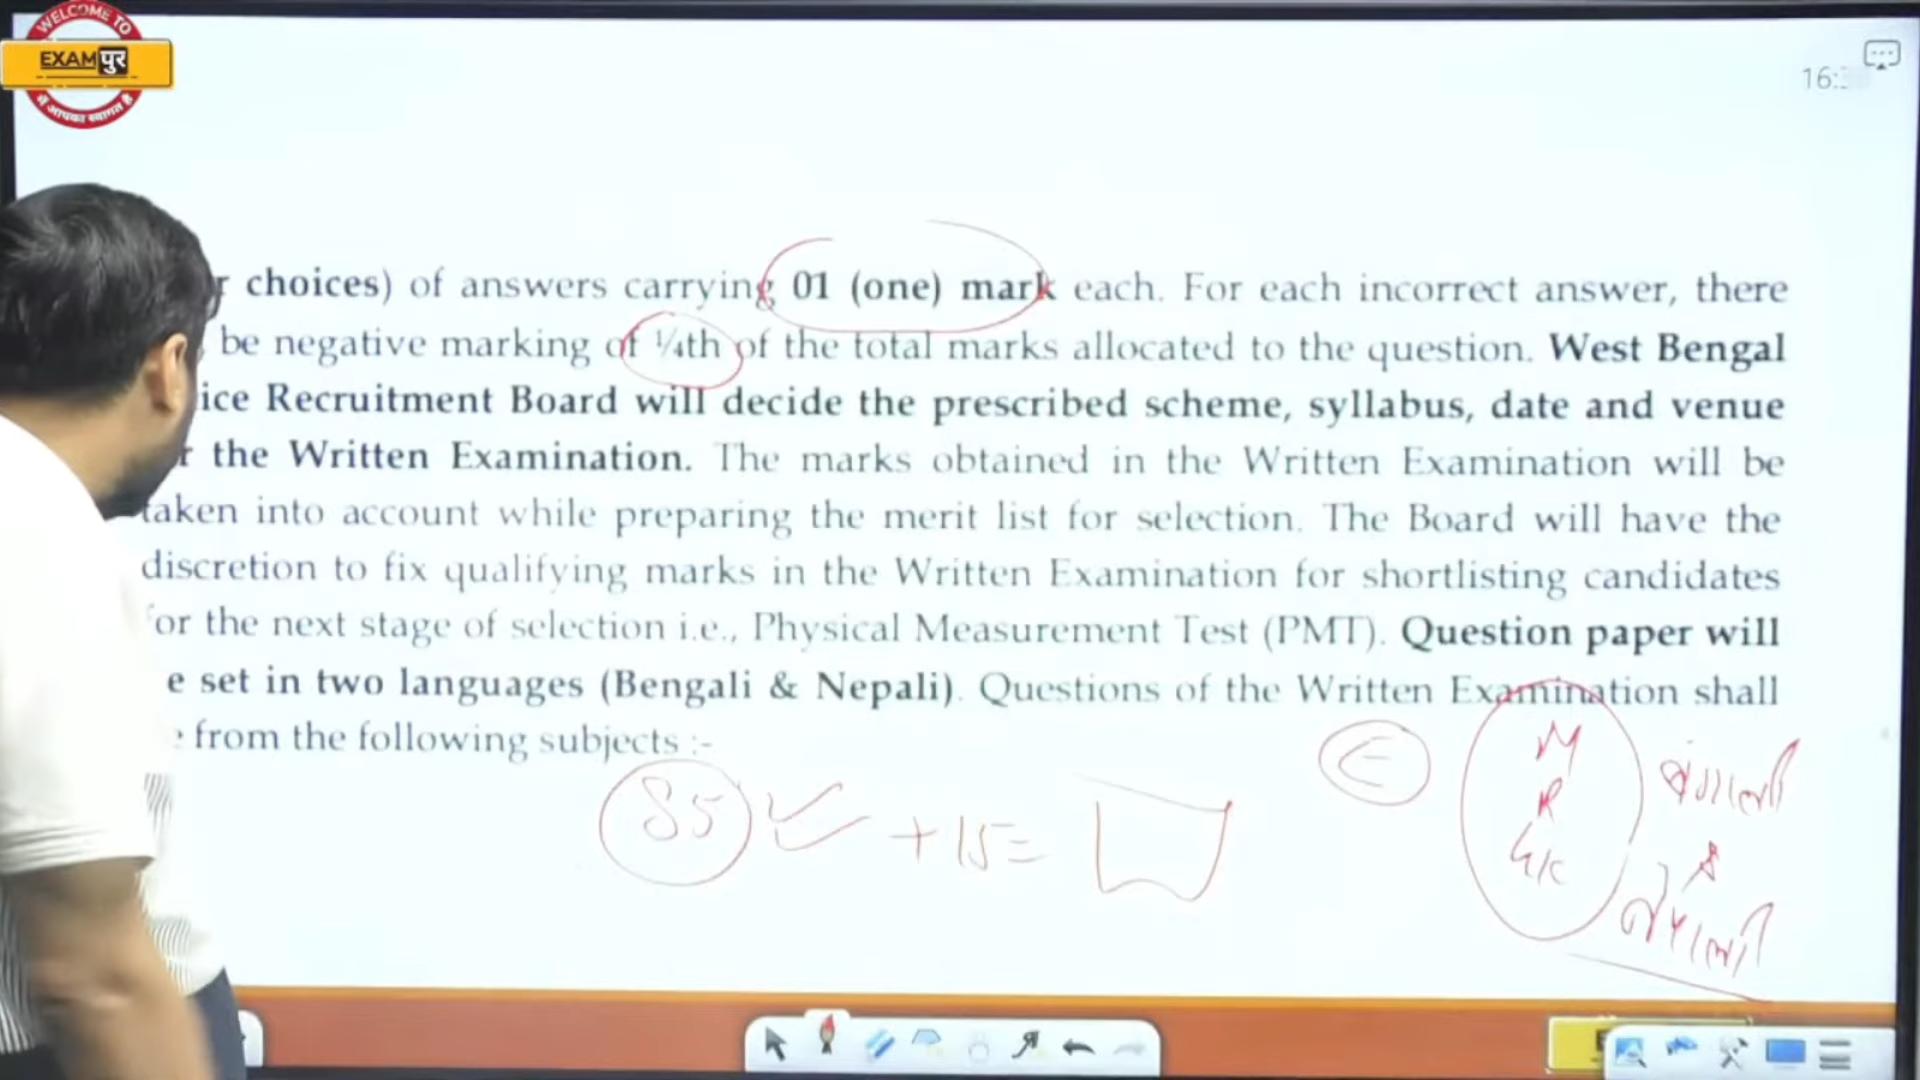 WELCOME TO
EXAMपुर
में आपका स्वागत है
16:
choices) of answers carrying 01 (one) mark each. For each incorrect answer, there
be negative marking of ¼th of the total marks allocated to the question. West Bengal
ice Recruitment Board will decide the prescribed scheme, syllabus, date and venue
the Written Examination. The marks obtained in the Written Examination will be
taken into account while preparing the merit list for selection. The Board will have the
discretion to fix qualifying marks in the Written Examination for shortlisting candidates
for the next stage of selection i.e., Physical Measurement Test (PMT). Question paper will
e set in two languages (Bengali & Nepali). Questions of the Written Examination shall
from the following subjects :-
85 + 15 =
E
M
R
G/C
बंगाली
&
नेपाली